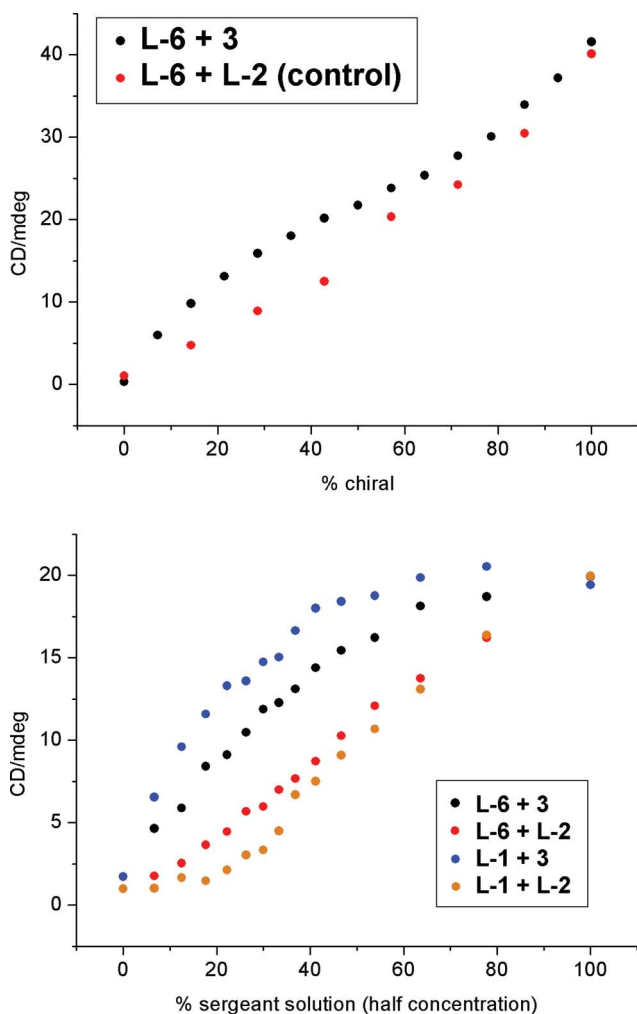 L-6 + 3
L-6 + L-2 (control)
CD/mdeg
40
30
20
10
0
0 20 40 60 80 100
% chiral
CD/mdeg
20
15
10
5
0
L-6 + 3
L-6 + L-2
L-1 + 3
L-1 + L-2
0 20 40 60 80 100
% sergeant solution (half concentration)